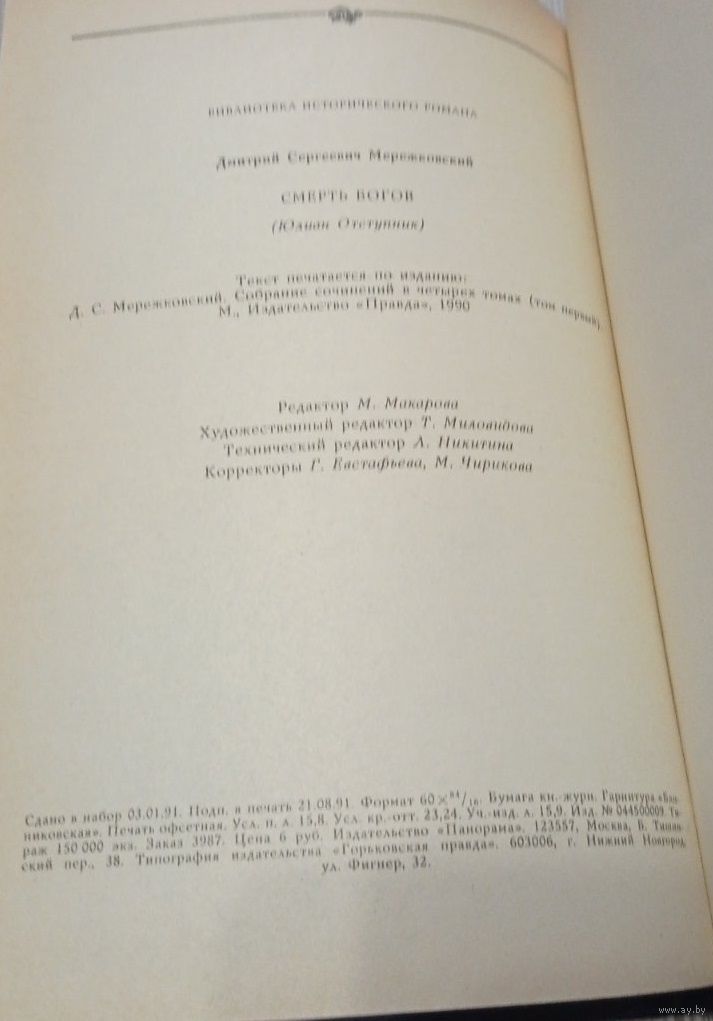 БИБЛИОТЕКА ИСТОРИЧЕСКОГО РОМАНА
Дмитрий Сергеевич Мережковский
СМЕРТЬ БОГОВ
(Юлиан Отступник)
Текст печатается по изданию:
Д. С. Мережковский. Собрание сочинений в четырех томах (том первый).
М., Издательство «Правда», 1990
Редактор М. Макарова
Художественный редактор Т. Миловидова
Технический редактор Л. Никитина
Корректоры Г. Евстафьева, М. Чирикова
Сдано в набор 03.01.91. Подп. в печать 21.08.91. Формат 60×84/16. Бумага кн.-журн. Гарнитура «Бан-
никовская». Печать офсетная. Усл. п. л. 15,8. Усл. кр.-отт. 23,24. Уч.-изд. л. 15,9. Изд. № 044500009. Ти-
раж 150 000 экз. Заказ 3987. Цена 6 руб. Издательство «Панорама». 123557, Москва, Б. Тишин-
ский пер., 38. Типография издательства «Горьковская правда». 603006, г. Нижний Новгород,
ул. Фигнер, 32.
www.ay.by